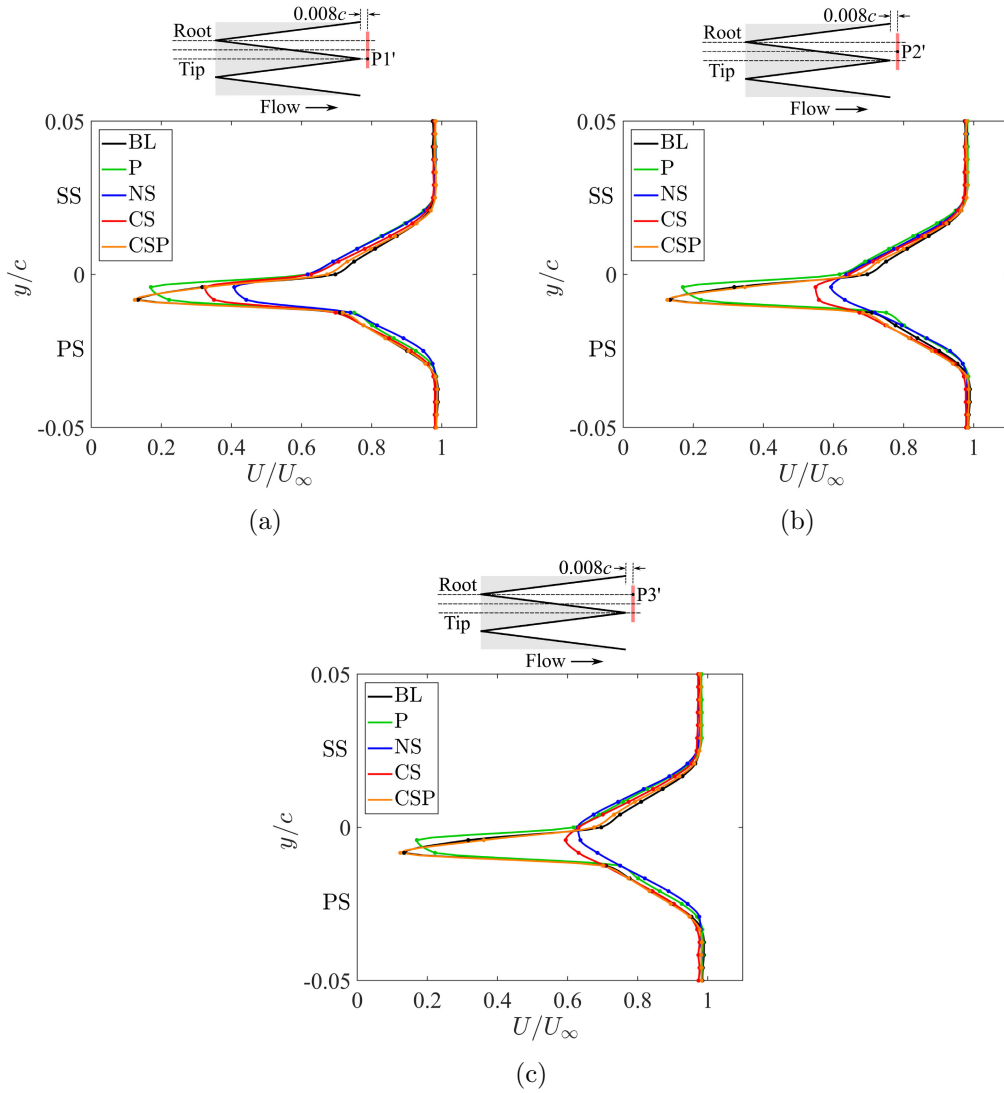 0.008c
Root
P1'
Tip
Flow
0.05
BL
P
NS
CS
CSP
SS
y/c
0
PS
-0.05
0 0.2 0.4 0.6 0.8 1
U/U∞
(a)
0.008c
Root
P2'
Tip
Flow
0.05
BL
P
NS
CS
CSP
SS
y/c
0
PS
-0.05
0 0.2 0.4 0.6 0.8 1
U/U∞
(b)
0.008c
Root
P3'
Tip
Flow
0.05
BL
P
NS
CS
CSP
SS
y/c
0
PS
-0.05
0 0.2 0.4 0.6 0.8 1
U/U∞
(c)